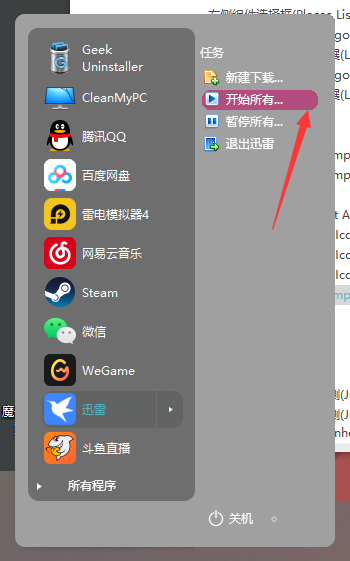 Geek
Uninstaller
CleanMyPC
腾讯QQ
百度网盘
雷电模拟器4
网易云音乐
Steam
微信
WeGame
迅雷
斗鱼直播
所有程序
任务
新建下载...
开始所有...
暂停所有...
退出迅雷
关机
魔